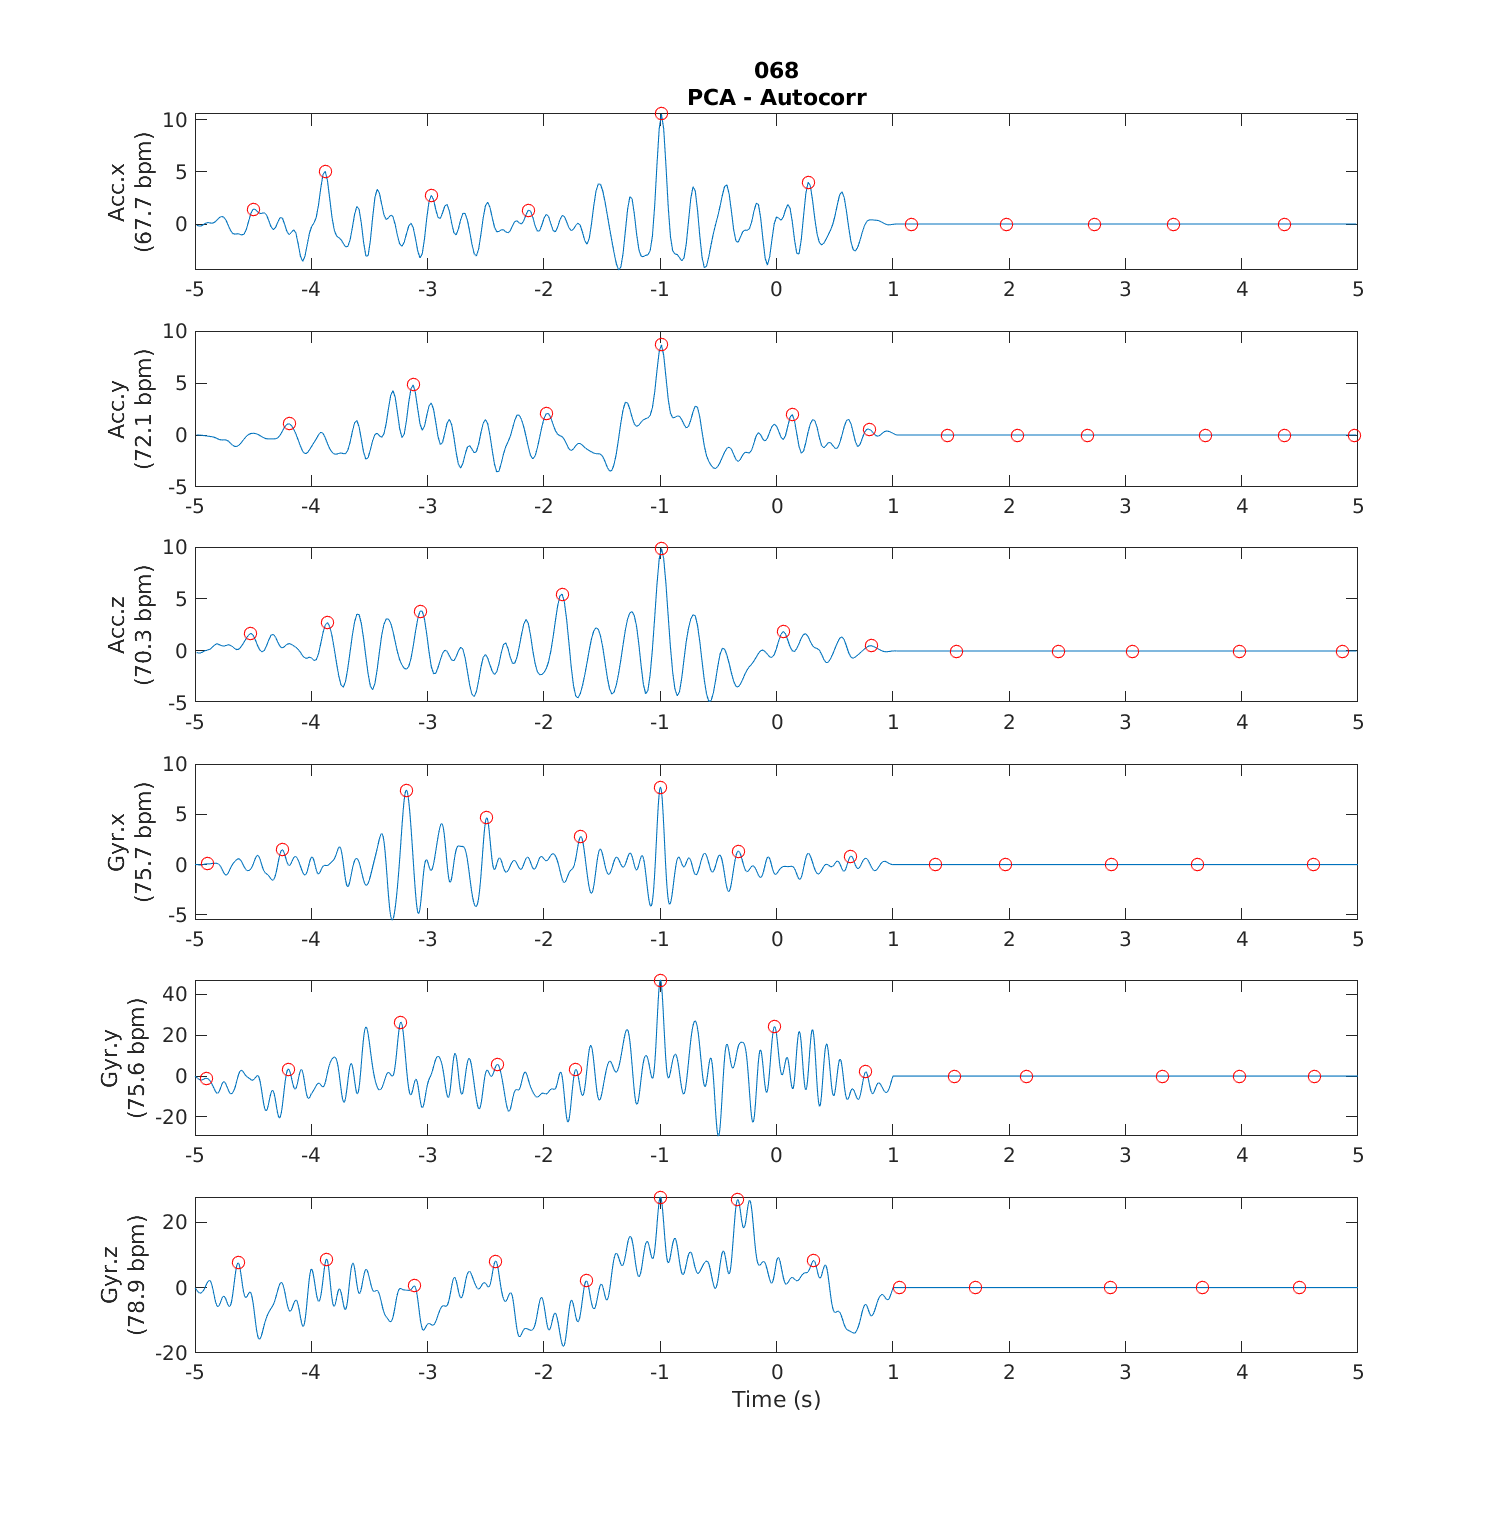 068
PCA - Autocorr
Acc.x
(67.7 bpm)
10
5
0
-5 -4 -3 -2 -1 0 1 2 3 4 5
Acc.y
(72.1 bpm)
10
5
0
-5
-5 -4 -3 -2 -1 0 1 2 3 4 5
Acc.z
(70.3 bpm)
10
5
0
-5
-5 -4 -3 -2 -1 0 1 2 3 4 5
Gyr.x
(75.7 bpm)
10
5
0
-5
-5 -4 -3 -2 -1 0 1 2 3 4 5
Gyr.y
(75.6 bpm)
40
20
0
-20
-5 -4 -3 -2 -1 0 1 2 3 4 5
Gyr.z
(78.9 bpm)
20
0
-20
-5 -4 -3 -2 -1 0 1 2 3 4 5
Time (s)